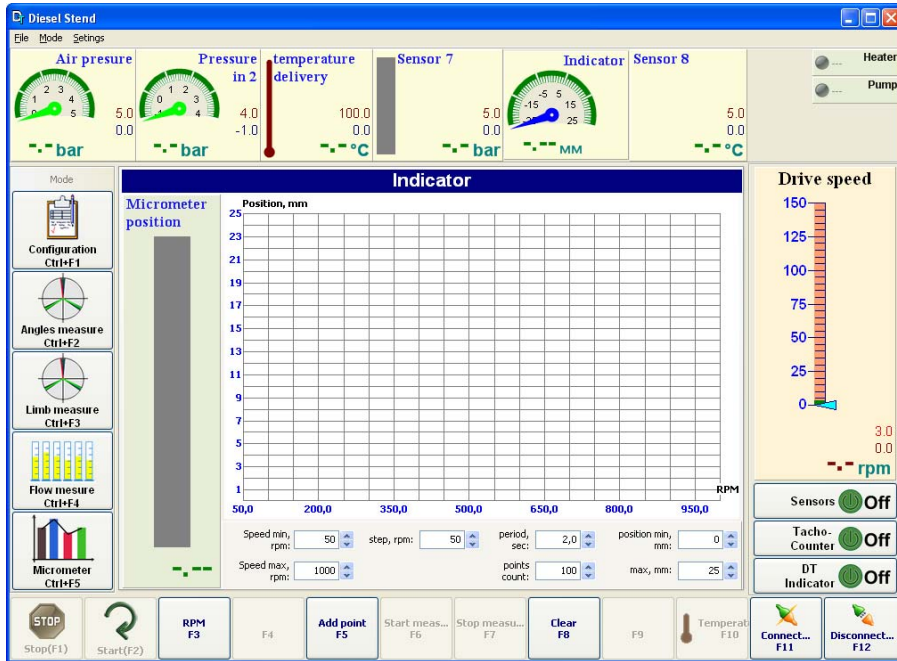 Diesel Stend
File Mode Setings
Air presure
0 1 2 3 4 5
5.0
0.0
-.- bar
Pressure in 2
-1 0 1 2 3 4
4.0
-1.0
-.- bar
temperature
delivery
100.0
0.0
-.- °C
Sensor 7
5.0
0.0
-.- bar
Indicator
-15 -5 5 15 25
-.-- мм
Sensor 8
5.0
0.0
-.- °C
--- Heater
--- Pump
Mode
Configuration
Ctrl+F1
Angles measure
Ctrl+F2
Limb measure
Ctrl+F3
Flow mesure
Ctrl+F4
Micrometer
Ctrl+F5
Indicator
Micrometer
position
-.--
Position, mm
25
23
21
19
17
15
13
11
9
7
5
3
1
RPM
50,0 200,0 350,0 500,0 650,0 800,0 950,0
Speed min, rpm: 50
step, rpm: 50
period, sec: 2,0
position min, mm: 0
Speed max, rpm: 1000
points count: 100
max, mm: 25
Drive speed
150
125
100
75
50
25
0
3.0
0.0
-.- rpm
Sensors Off
Tacho-
Counter Off
DT
Indicator Off
STOP
Stop(F1)
Start(F2)
RPM
F3
F4
Add point
F5
Start meas...
F6
Stop measu...
F7
Clear
F8
F9
Temperat
F10
Connect...
F11
Disconnect...
F12